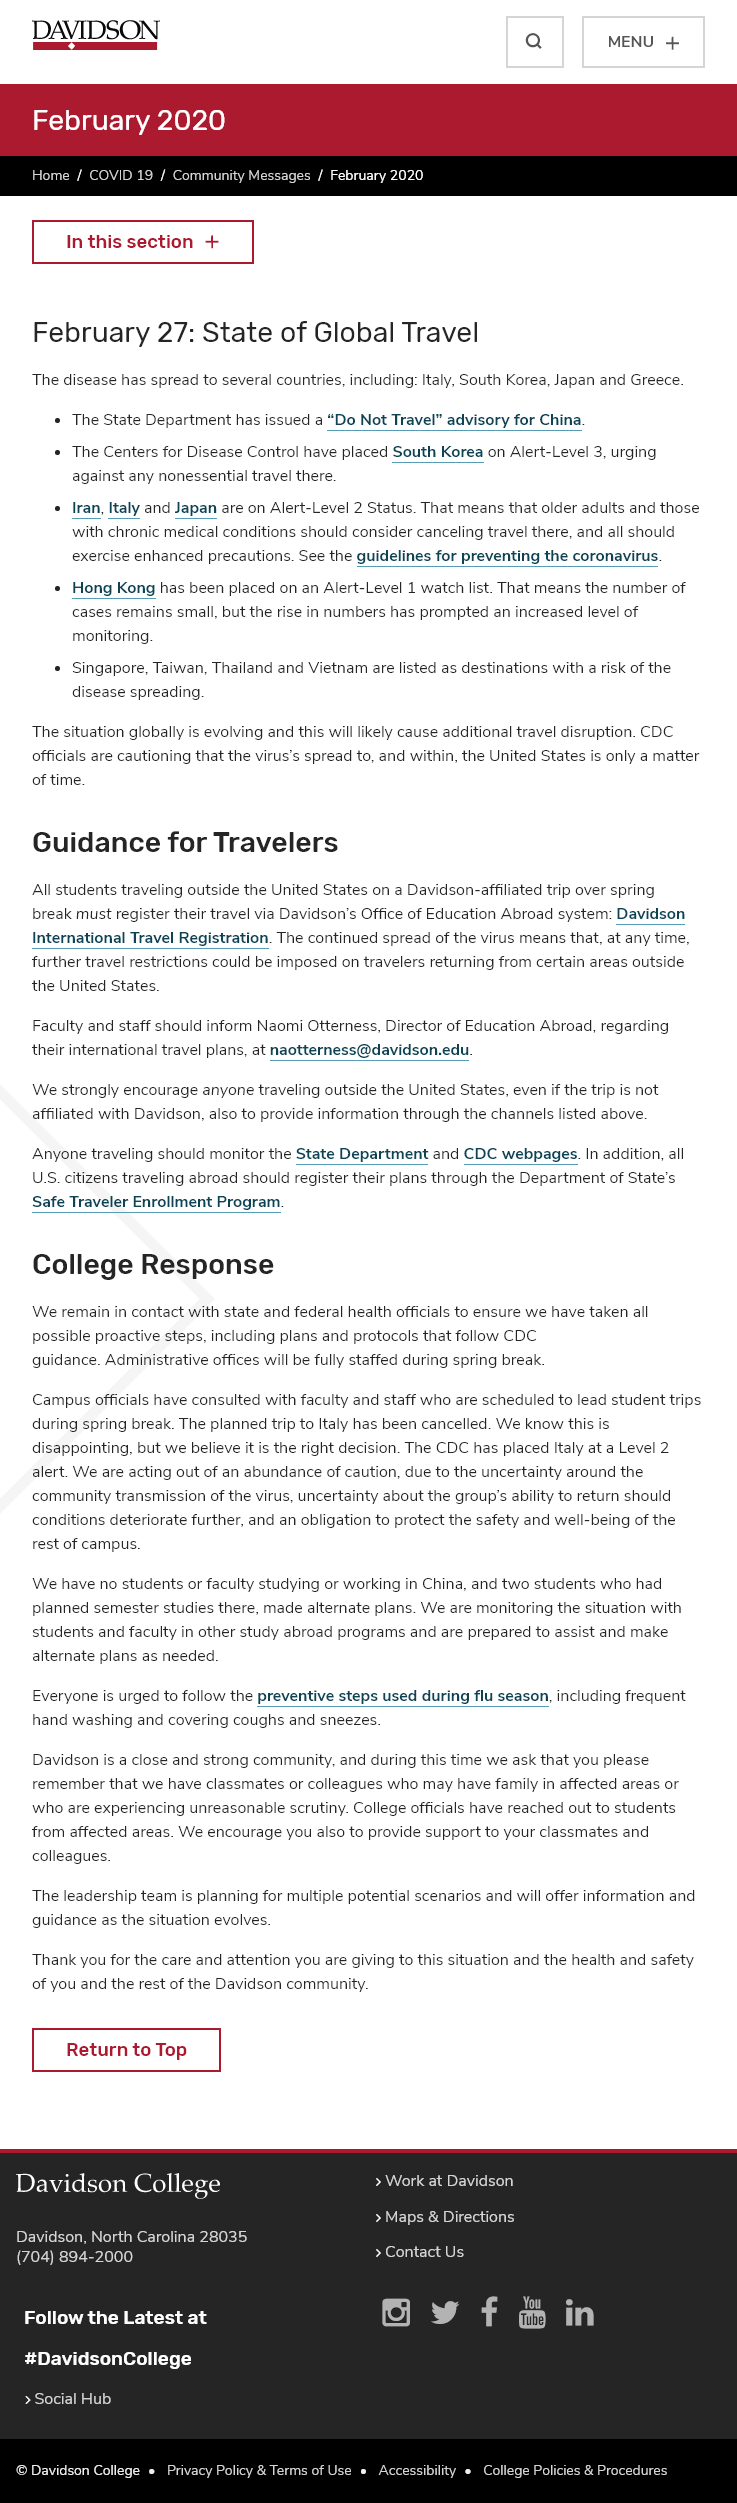 DAVIDSON
MENU +
February 2020
Home / COVID 19 / Community Messages / February 2020
In this section +
February 27: State of Global Travel
The disease has spread to several countries, including: Italy, South Korea, Japan and Greece.
• The State Department has issued a “Do Not Travel” advisory for China.
• The Centers for Disease Control have placed South Korea on Alert-Level 3, urging
against any nonessential travel there.
• Iran, Italy and Japan are on Alert-Level 2 Status. That means that older adults and those
with chronic medical conditions should consider canceling travel there, and all should
exercise enhanced precautions. See the guidelines for preventing the coronavirus.
• Hong Kong has been placed on an Alert-Level 1 watch list. That means the number of
cases remains small, but the rise in numbers has prompted an increased level of
monitoring.
• Singapore, Taiwan, Thailand and Vietnam are listed as destinations with a risk of the
disease spreading.
The situation globally is evolving and this will likely cause additional travel disruption. CDC
officials are cautioning that the virus’s spread to, and within, the United States is only a matter
of time.
Guidance for Travelers
All students traveling outside the United States on a Davidson-affiliated trip over spring
break must register their travel via Davidson’s Office of Education Abroad system: Davidson
International Travel Registration. The continued spread of the virus means that, at any time,
further travel restrictions could be imposed on travelers returning from certain areas outside
the United States.
Faculty and staff should inform Naomi Otterness, Director of Education Abroad, regarding
their international travel plans, at naotterness@davidson.edu.
We strongly encourage anyone traveling outside the United States, even if the trip is not
affiliated with Davidson, also to provide information through the channels listed above.
Anyone traveling should monitor the State Department and CDC webpages. In addition, all
U.S. citizens traveling abroad should register their plans through the Department of State’s
Safe Traveler Enrollment Program.
College Response
We remain in contact with state and federal health officials to ensure we have taken all
possible proactive steps, including plans and protocols that follow CDC
guidance. Administrative offices will be fully staffed during spring break.
Campus officials have consulted with faculty and staff who are scheduled to lead student trips
during spring break. The planned trip to Italy has been cancelled. We know this is
disappointing, but we believe it is the right decision. The CDC has placed Italy at a Level 2
alert. We are acting out of an abundance of caution, due to the uncertainty around the
community transmission of the virus, uncertainty about the group’s ability to return should
conditions deteriorate further, and an obligation to protect the safety and well-being of the
rest of campus.
We have no students or faculty studying or working in China, and two students who had
planned semester studies there, made alternate plans. We are monitoring the situation with
students and faculty in other study abroad programs and are prepared to assist and make
alternate plans as needed.
Everyone is urged to follow the preventive steps used during flu season, including frequent
hand washing and covering coughs and sneezes.
Davidson is a close and strong community, and during this time we ask that you please
remember that we have classmates or colleagues who may have family in affected areas or
who are experiencing unreasonable scrutiny. College officials have reached out to students
from affected areas. We encourage you also to provide support to your classmates and
colleagues.
The leadership team is planning for multiple potential scenarios and will offer information and
guidance as the situation evolves.
Thank you for the care and attention you are giving to this situation and the health and safety
of you and the rest of the Davidson community.
Return to Top
Davidson College
Davidson, North Carolina 28035
(704) 894-2000
Follow the Latest at
#DavidsonCollege
Social Hub
Work at Davidson
Maps & Directions
Contact Us
You Tube
in
© Davidson College • Privacy Policy & Terms of Use • Accessibility • College Policies & Procedures